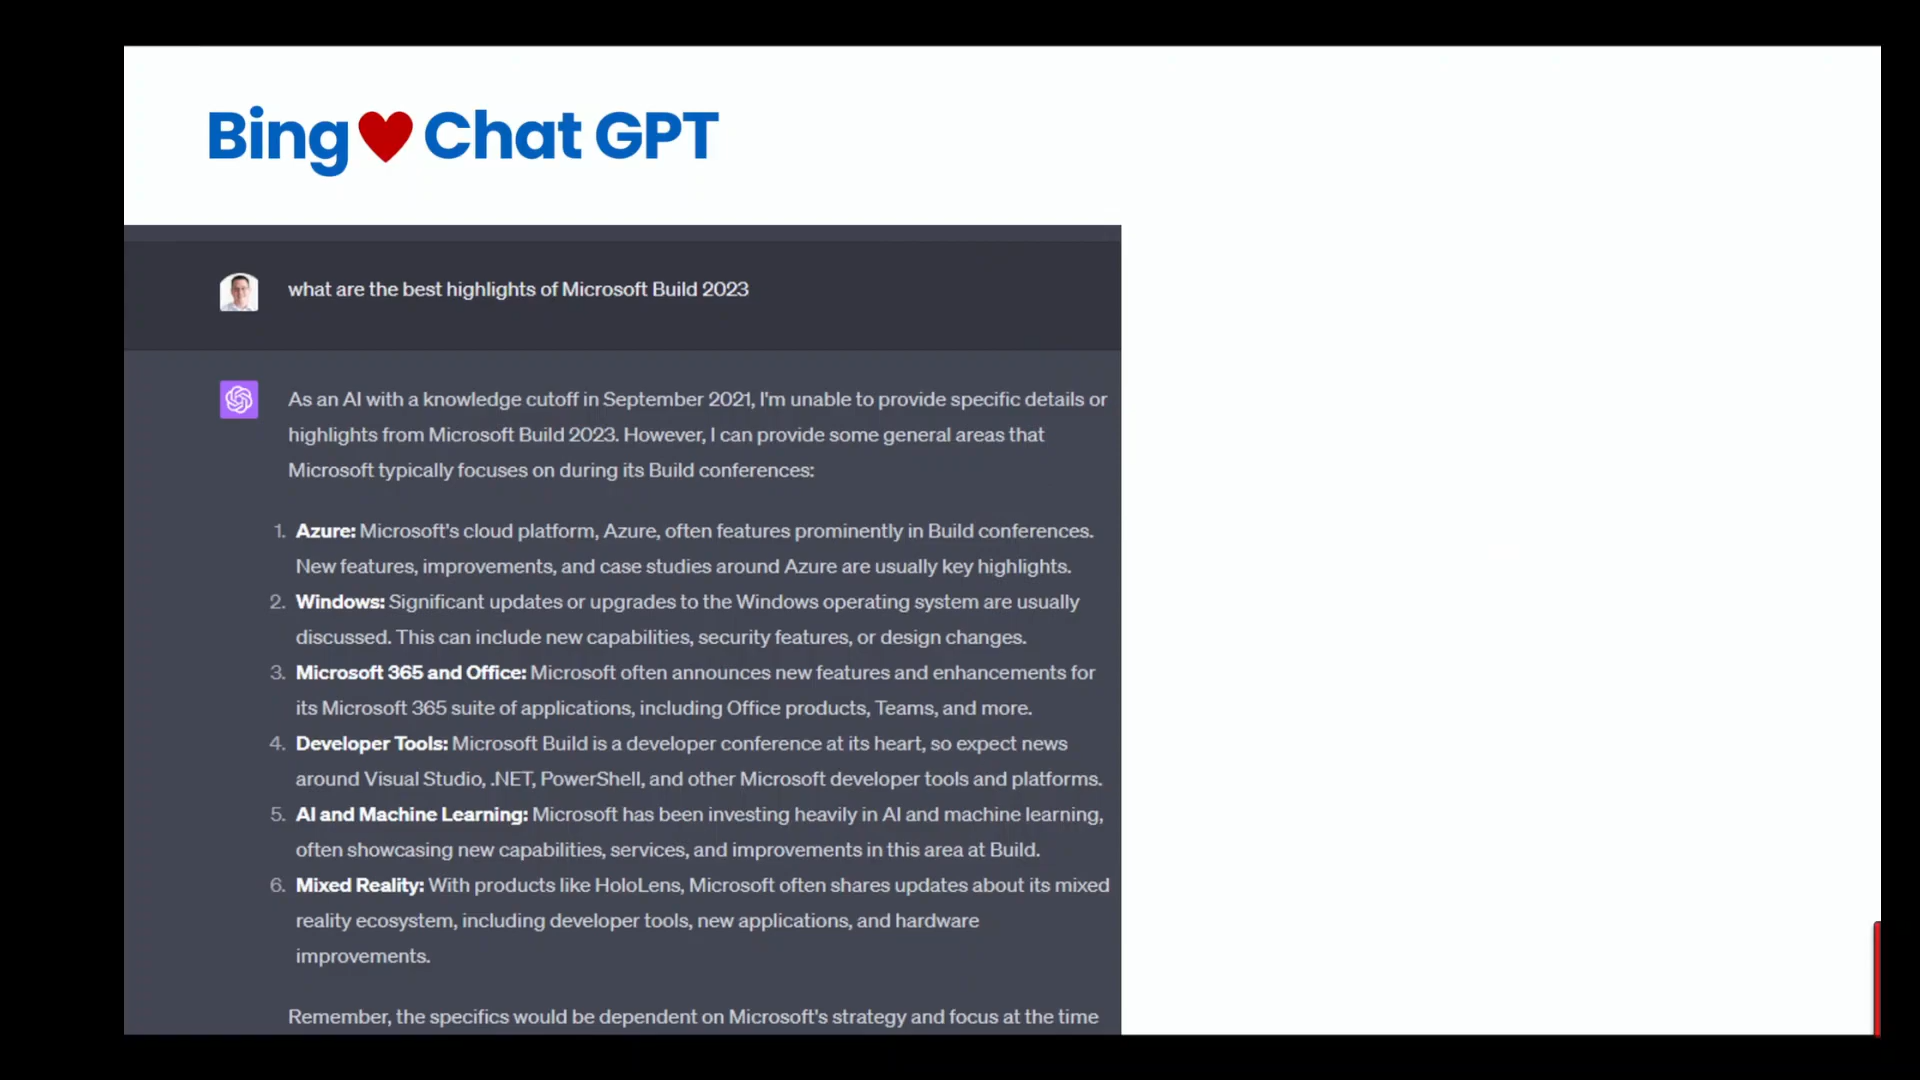 Bing❤Chat GPT
what are the best highlights of Microsoft Build 2023
As an AI with a knowledge cutoff in September 2021, I'm unable to provide specific details or
highlights from Microsoft Build 2023. However, I can provide some general areas that
Microsoft typically focuses on during its Build conferences:
1. Azure: Microsoft's cloud platform, Azure, often features prominently in Build conferences.
New features, improvements, and case studies around Azure are usually key highlights.
2. Windows: Significant updates or upgrades to the Windows operating system are usually
discussed. This can include new capabilities, security features, or design changes.
3. Microsoft 365 and Office: Microsoft often announces new features and enhancements for
its Microsoft 365 suite of applications, including Office products, Teams, and more.
4. Developer Tools: Microsoft Build is a developer conference at its heart, so expect news
around Visual Studio, .NET, PowerShell, and other Microsoft developer tools and platforms.
5. AI and Machine Learning: Microsoft has been investing heavily in AI and machine learning,
often showcasing new capabilities, services, and improvements in this area at Build.
6. Mixed Reality: With products like HoloLens, Microsoft often shares updates about its mixed
reality ecosystem, including developer tools, new applications, and hardware
improvements.
Remember, the specifics would be dependent on Microsoft's strategy and focus at the time